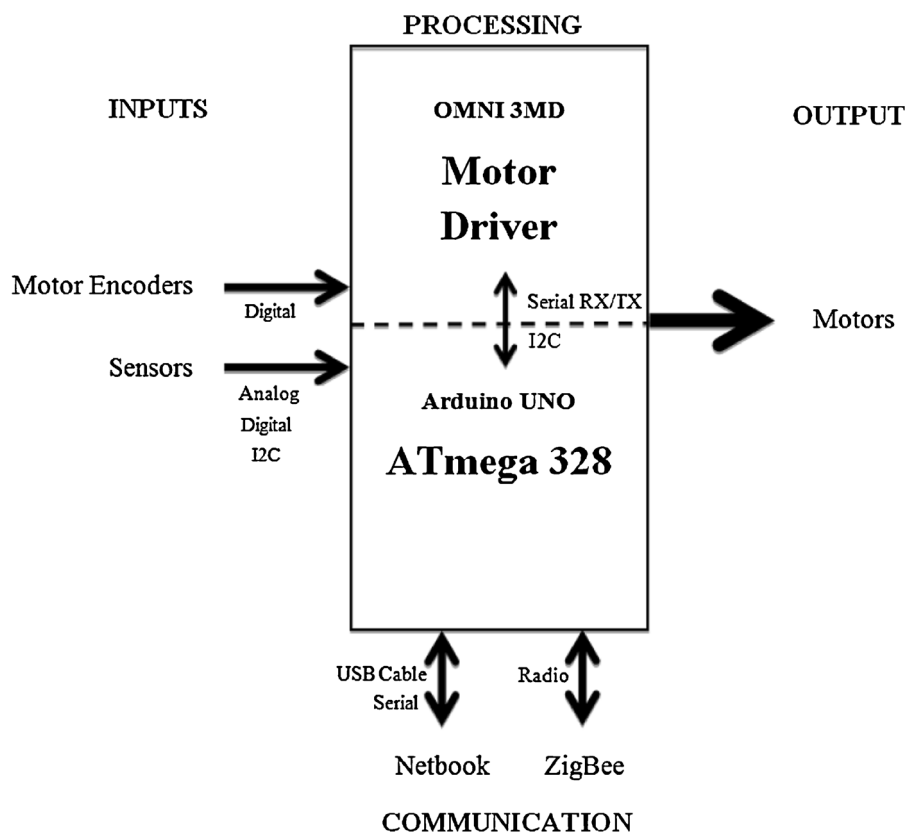 PROCESSING
INPUTS
OUTPUT
OMNI 3MD
Motor
Driver
Motor Encoders
Digital
Serial RX/TX
Motors
Sensors
I2C
Analog
Digital
I2C
Arduino UNO
ATmega 328
USB Cable
Serial
Radio
Netbook
ZigBee
COMMUNICATION